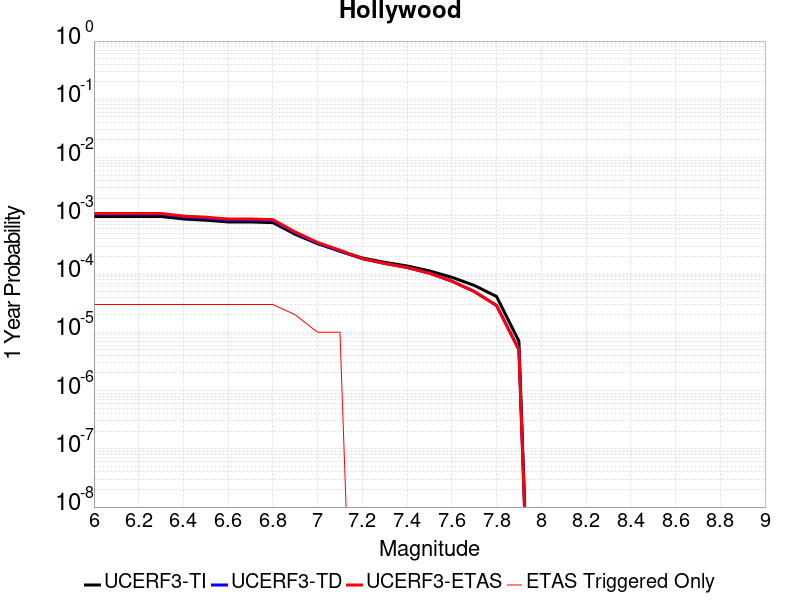 Hollywood
10^0
10^-1
10^-2
10^-3
10^-4
10^-5
10^-6
10^-7
10^-8
1 Year Probability
6 6.2 6.4 6.6 6.8 7 7.2 7.4 7.6 7.8 8 8.2 8.4 8.6 8.8 9
Magnitude
UCERF3-TI UCERF3-TD UCERF3-ETAS ETAS Triggered Only